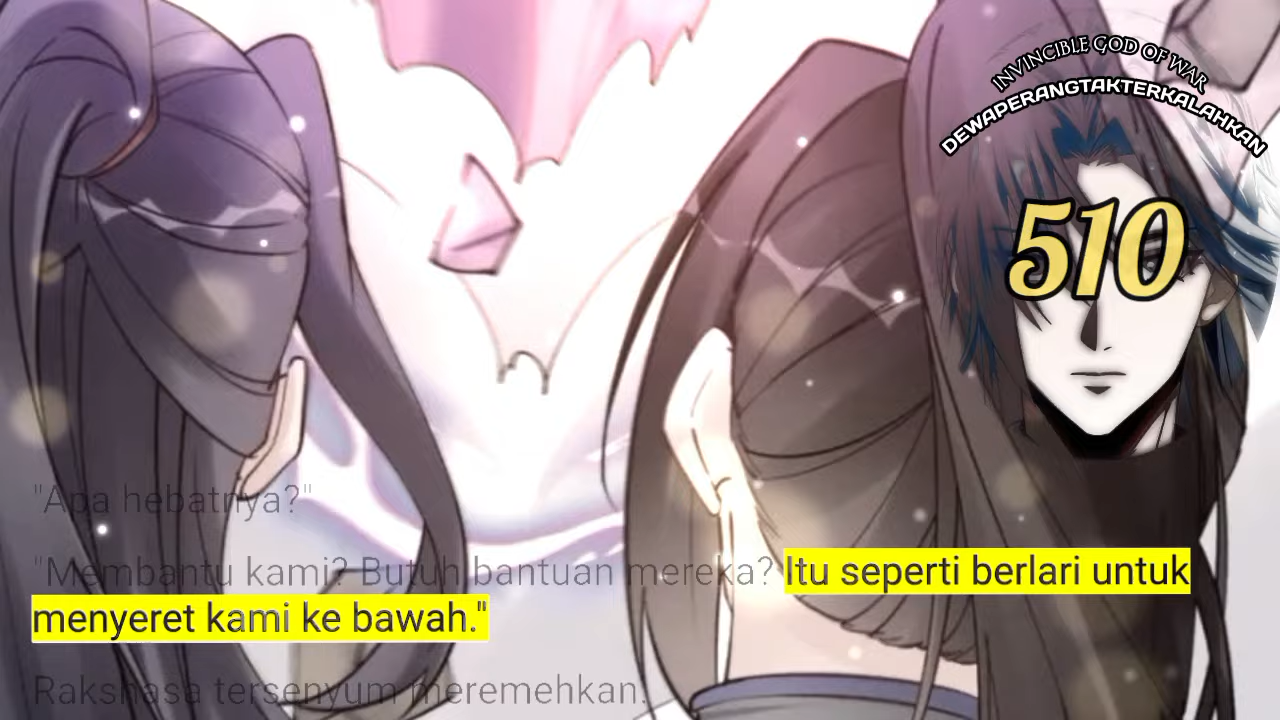 INVINCIBLE GOD OF WAR
DEWAPERANGTAKTERKALAHKAN
510
"Apa hebatnya?"
"Membantu kami? Butuh bantuan mereka? Itu seperti berlari untuk
menyeret kami ke bawah."
Rakshasa tersenyum meremehkan.